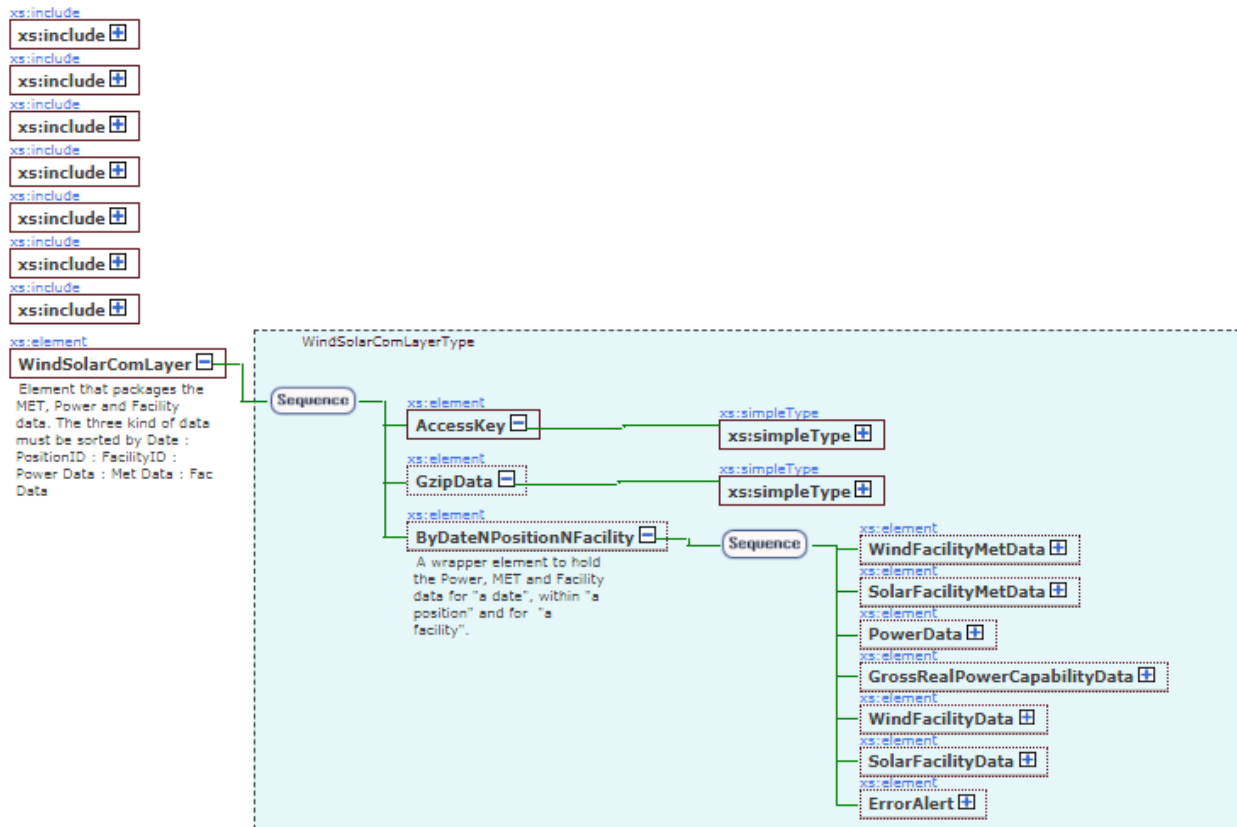 xs:include
xs:include
xs:include
xs:include
xs:include
xs:include
xs:include
xs:include
xs:include
xs:include
xs:include
xs:include
xs:include
xs:include
xs:element
WindSolarComLayer
Element that packages the
MET, Power and Facility
data. The three kind of data
must be sorted by Date :
PositionID : FacilityID :
Power Data : Met Data : Fac
Data
WindSolarComLayerType
Sequence
xs:element
AccessKey
xs:simpleType
xs:simpleType
xs:element
GzipData
xs:simpleType
xs:simpleType
xs:element
ByDateNPositionNFacility
A wrapper element to hold
the Power, MET and Facility
data for "a date", within "a
position" and for "a
facility".
Sequence
xs:element
WindFacilityMetData
xs:element
SolarFacilityMetData
xs:element
PowerData
xs:element
GrossRealPowerCapabilityData
xs:element
WindFacilityData
xs:element
SolarFacilityData
xs:element
ErrorAlert